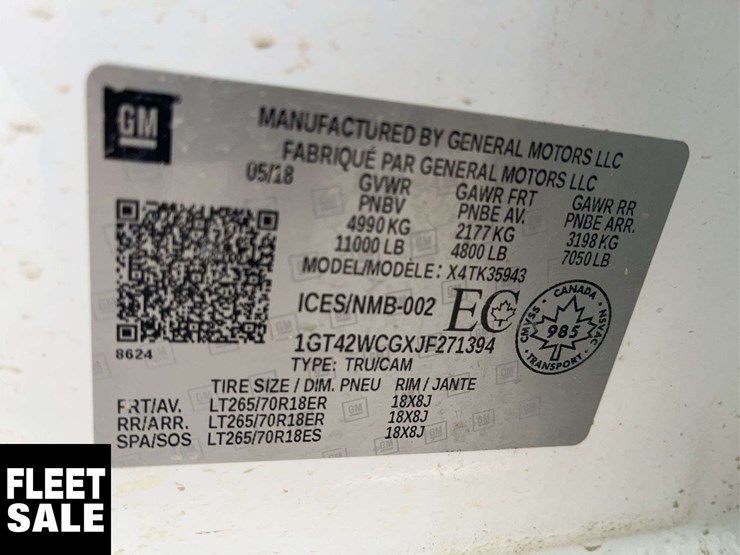 GM
MANUFACTURED BY GENERAL MOTORS LLC
FABRIQUÉ PAR GENERAL MOTORS LLC
05/18 GVWR GAWR FRT GAWR RR
PNBV PNBE AV. PNBE ARR.
4990 KG 2177 KG 3198 KG
11000 LB 4800 LB 7050 LB
MODEL/MODÈLE: X4TK35943
ICES/NMB-002 EC
CANADA
CMVSS · NSVAC
985
TRANSPORT
8624
1GT42WCGXJF271394
TYPE: TRU/CAM
TIRE SIZE / DIM. PNEU RIM / JANTE
FRT/AV. LT265/70R18ER 18X8J
RR/ARR. LT265/70R18ER 18X8J
SPA/SOS LT265/70R18ES 18X8J
FLEET
SALE